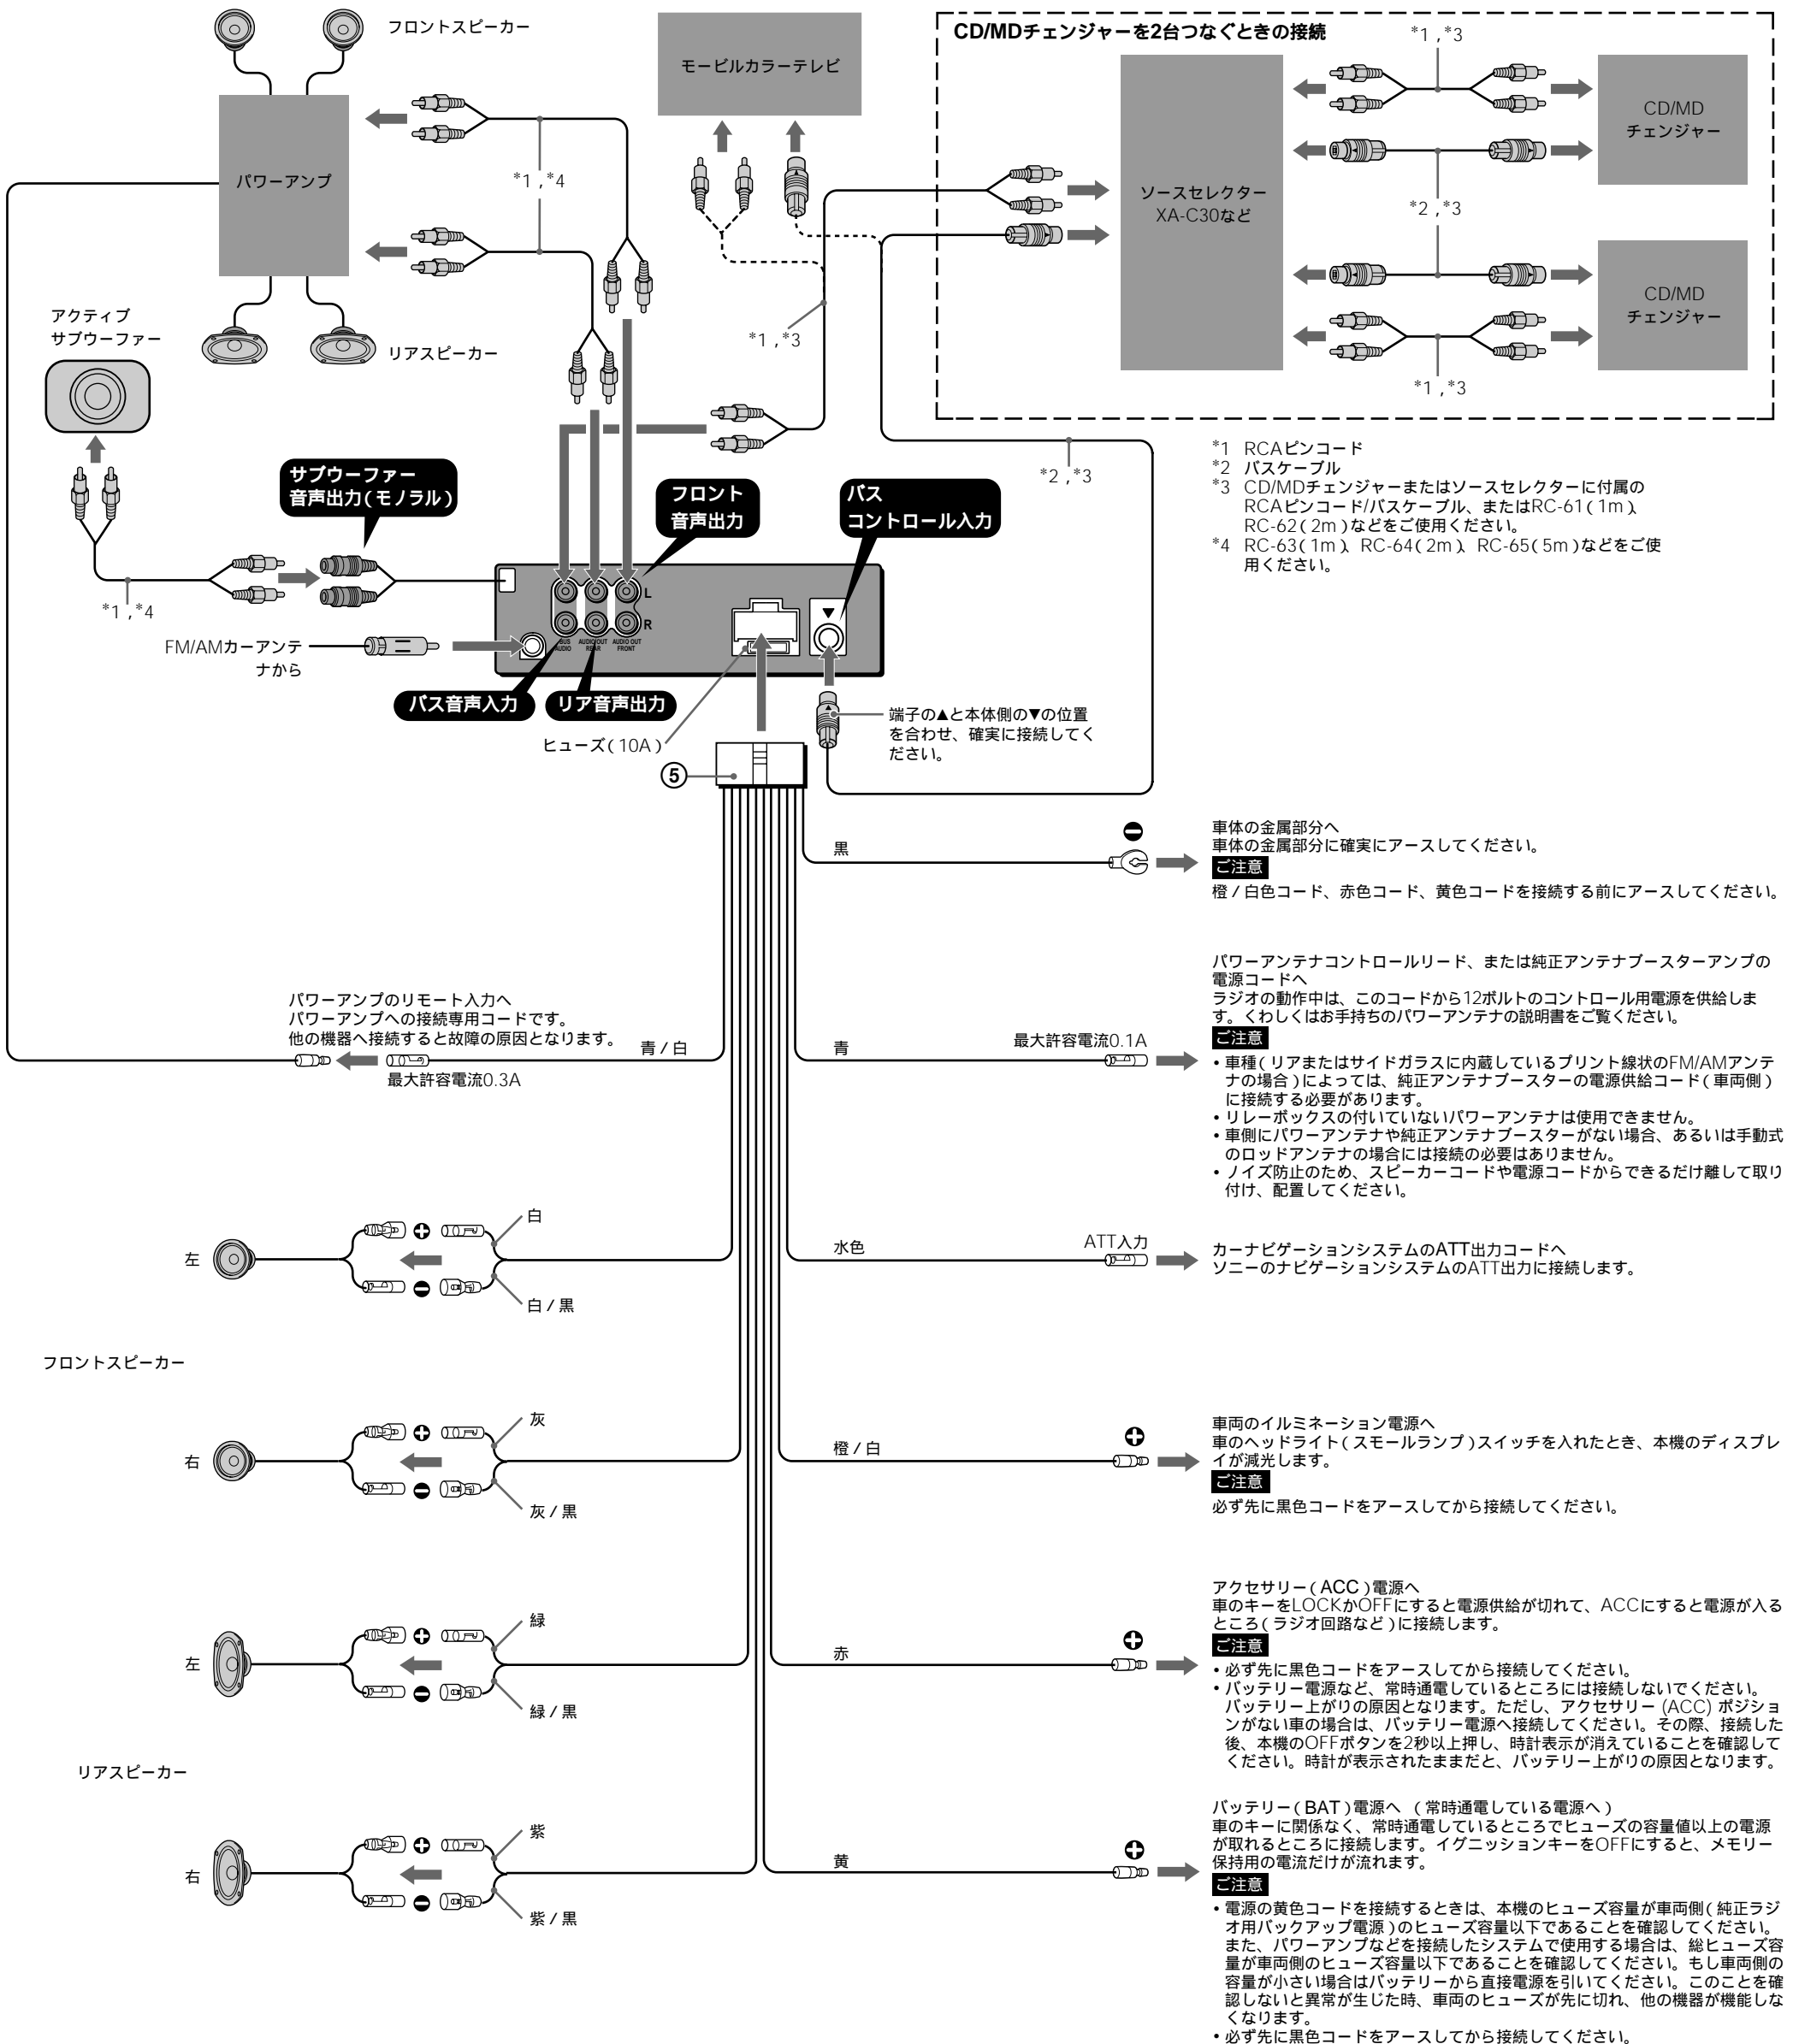 フロントスピーカー
パワーアンプ
*1 ,*4
アクティブ
サブウーファー
リアスピーカー
モービルカラーテレビ
*1 ,*3
CD/MDチェンジャーを2台つなぐときの接続
*1 ,*3
ソースセレクター
XA-C30など
CD/MD
チェンジャー
*2 ,*3
CD/MD
チェンジャー
*1 ,*3
*2 ,*3
*1 RCAピンコード
*2 バスケーブル
*3 CD/MDチェンジャーまたはソースセレクターに付属の
RCAピンコード/バスケーブル、またはRC-61(1m)、
RC-62(2m)などをご使用ください。
*4 RC-63(1m)、RC-64(2m)、RC-65(5m)などをご使
用ください。
サブウーファー
音声出力(モノラル)
フロント
音声出力
バス
コントロール入力
*1 ,*4
L
R
BUS
AUDIO
AUDIO OUT
REAR
AUDIO OUT
FRONT
▼
FM/AMカーアンテ
ナから
バス音声入力
リア音声出力
ヒューズ(10A)
⑤
端子の▲と本体側の▼の位置
を合わせ、確実に接続してく
ださい。
黒
車体の金属部分へ
車体の金属部分に確実にアースしてください。
ご注意
橙/白色コード、赤色コード、黄色コードを接続する前にアースしてください。
パワーアンプのリモート入力へ
パワーアンプへの接続専用コードです。
他の機器へ接続すると故障の原因となります。
青/白
最大許容電流0.3A
青
最大許容電流0.1A
パワーアンテナコントロールリード、または純正アンテナブースターアンプの
電源コードへ
ラジオの動作中は、このコードから12ボルトのコントロール用電源を供給しま
す。くわしくはお手持ちのパワーアンテナの説明書をご覧ください。
ご注意
•車種(リアまたはサイドガラスに内蔵しているプリント線状のFM/AMアンテ
ナの場合)によっては、純正アンテナブースターの電源供給コード(車両側)
に接続する必要があります。
•リレーボックスの付いていないパワーアンテナは使用できません。
•車側にパワーアンテナや純正アンテナブースターがない場合、あるいは手動式
のロッドアンテナの場合には接続の必要はありません。
•ノイズ防止のため、スピーカーコードや電源コードからできるだけ離して取り
付け、配置してください。
左
白
白/黒
水色
ATT入力
カーナビゲーションシステムのATT出力コードへ
ソニーのナビゲーションシステムのATT出力に接続します。
フロントスピーカー
右
灰
灰/黒
橙/白
車両のイルミネーション電源へ
車のヘッドライト(スモールランプ)スイッチを入れたとき、本機のディスプレ
イが減光します。
ご注意
必ず先に黒色コードをアースしてから接続してください。
左
緑
緑/黒
赤
アクセサリー(ACC)電源へ
車のキーをLOCKかOFFにすると電源供給が切れて、ACCにすると電源が入る
ところ(ラジオ回路など)に接続します。
ご注意
•必ず先に黒色コードをアースしてから接続してください。
•バッテリー電源など、常時通電しているところには接続しないでください。
バッテリー上がりの原因となります。ただし、アクセサリー (ACC) ポジショ
ンがない車の場合は、バッテリー電源へ接続してください。その際、接続した
後、本機のOFFボタンを2秒以上押し、時計表示が消えていることを確認して
ください。時計が表示されたままだと、バッテリー上がりの原因となります。
リアスピーカー
右
紫
紫/黒
黄
バッテリー(BAT)電源へ (常時通電している電源へ)
車のキーに関係なく、常時通電しているところでヒューズの容量値以上の電源
が取れるところに接続します。イグニッションキーをOFFにすると、メモリー
保持用の電流だけが流れます。
ご注意
•電源の黄色コードを接続するときは、本機のヒューズ容量が車両側(純正ラジ
オ用バックアップ電源)のヒューズ容量以下であることを確認してください。
また、パワーアンプなどを接続したシステムで使用する場合は、総ヒューズ容
量が車両側のヒューズ容量以下であることを確認してください。もし車両側の
容量が小さい場合はバッテリーから直接電源を引いてください。このことを確
認しないと異常が生じた時、車両のヒューズが先に切れ、他の機器が機能しな
くなります。
•必ず先に黒色コードをアースしてから接続してください。